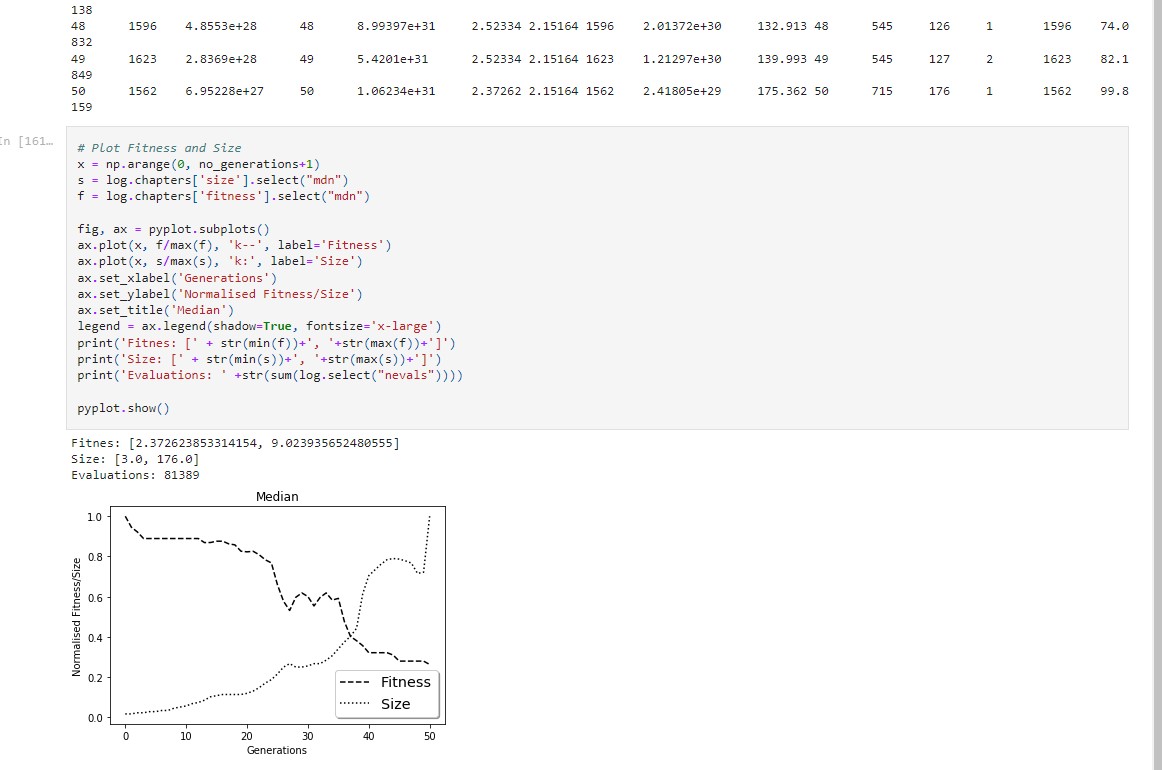 138
48 1596 4.8553e+28 48 8.99397e+31 2.52334 2.15164 1596 2.01372e+30 132.913 48 545 126 1 1596 74.0
832
49 1623 2.8369e+28 49 5.4201e+31 2.52334 2.15164 1623 1.21297e+30 139.993 49 545 127 2 1623 82.1
849
50 1562 6.95228e+27 50 1.06234e+31 2.37262 2.15164 1562 2.41805e+29 175.362 50 715 176 1 1562 99.8
159
In [161…
# Plot Fitness and Size
x = np.arange(0, no_generations+1)
s = log.chapters['size'].select("mdn")
f = log.chapters['fitness'].select("mdn")
fig, ax = pyplot.subplots()
ax.plot(x, f/max(f), 'k--', label='Fitness')
ax.plot(x, s/max(s), 'k:', label='Size')
ax.set_xlabel('Generations')
ax.set_ylabel('Normalised Fitness/Size')
ax.set_title('Median')
legend = ax.legend(shadow=True, fontsize='x-large')
print('Fitnes: [' + str(min(f))+', '+str(max(f))+']')
print('Size: [' + str(min(s))+', '+str(max(s))+']')
print('Evaluations: ' +str(sum(log.select("nevals"))))
pyplot.show()
Fitnes: [2.372623853314154, 9.023935652480555]
Size: [3.0, 176.0]
Evaluations: 81389
Median
Normalised Fitness/Size
1.0
0.8
0.6
0.4
0.2
0.0
Fitness
Size
0 10 20 30 40 50
Generations